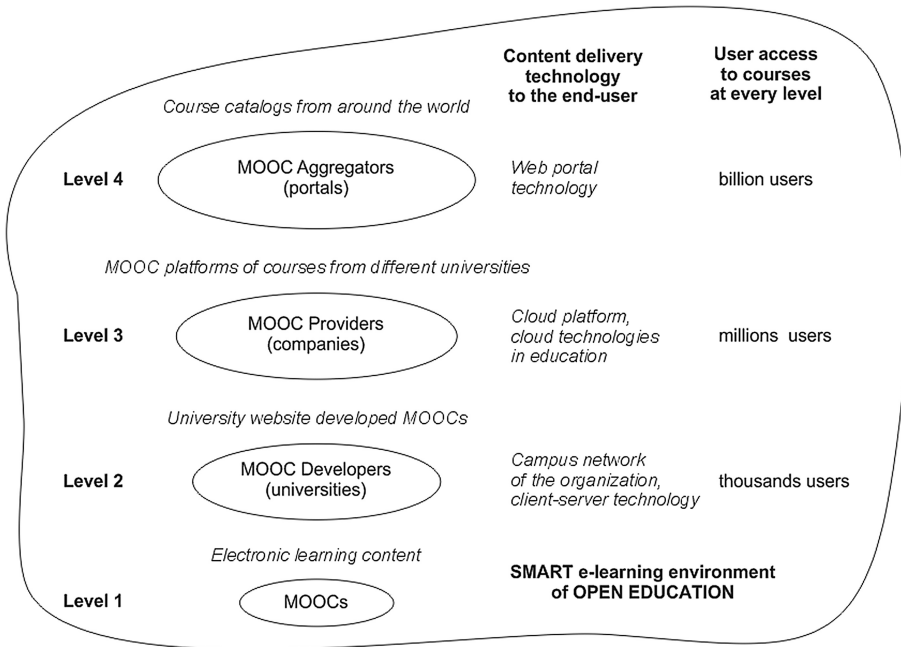 Content delivery
technology
to the end-user
User access
to courses
at every level
Course catalogs from around the world
Level 4
MOOC Aggregators
(portals)
Web portal
technology
billion users
MOOC platforms of courses from different universities
Level 3
MOOC Providers
(companies)
Cloud platform,
cloud technologies
in education
millions users
University website developed MOOCs
Level 2
MOOC Developers
(universities)
Campus network
of the organization,
client-server technology
thousands users
Electronic learning content
Level 1
MOOCs
SMART e-learning environment
of OPEN EDUCATION